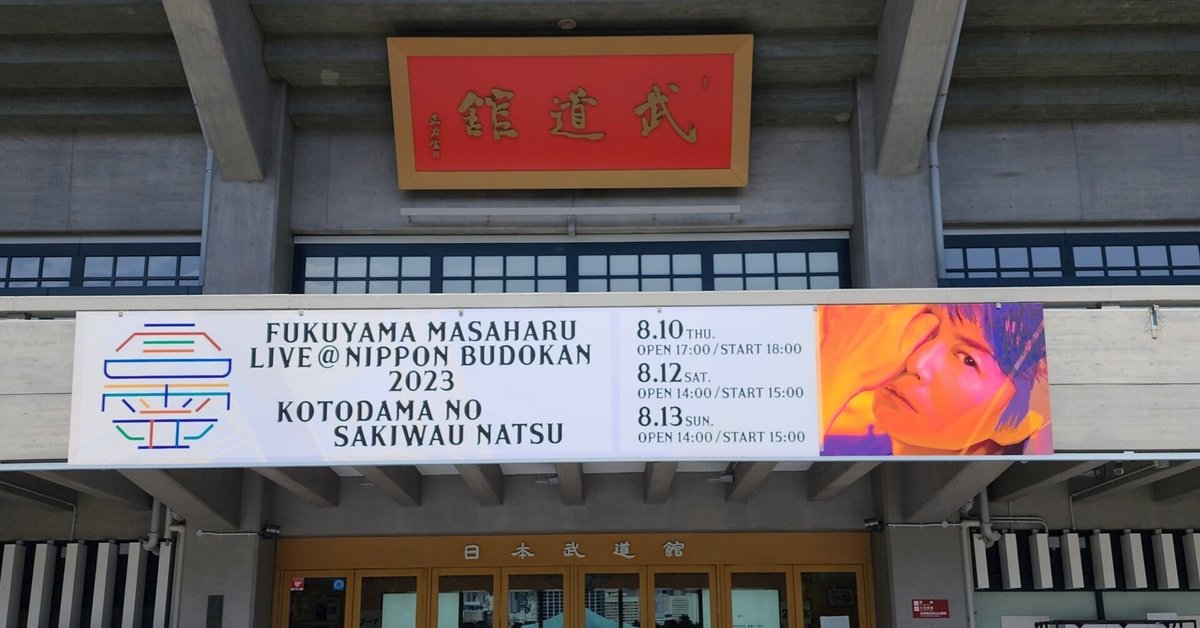 武道館
FUKUYAMA MASAHARU
LIVE@NIPPON BUDOKAN
2023
KOTODAMA NO
SAKIWAU NATSU
8.10 THU.
OPEN 17:00/START 18:00
8.12 SAT.
OPEN 14:00/START 15:00
8.13 SUN.
OPEN 14:00/START 15:00
日本武道館